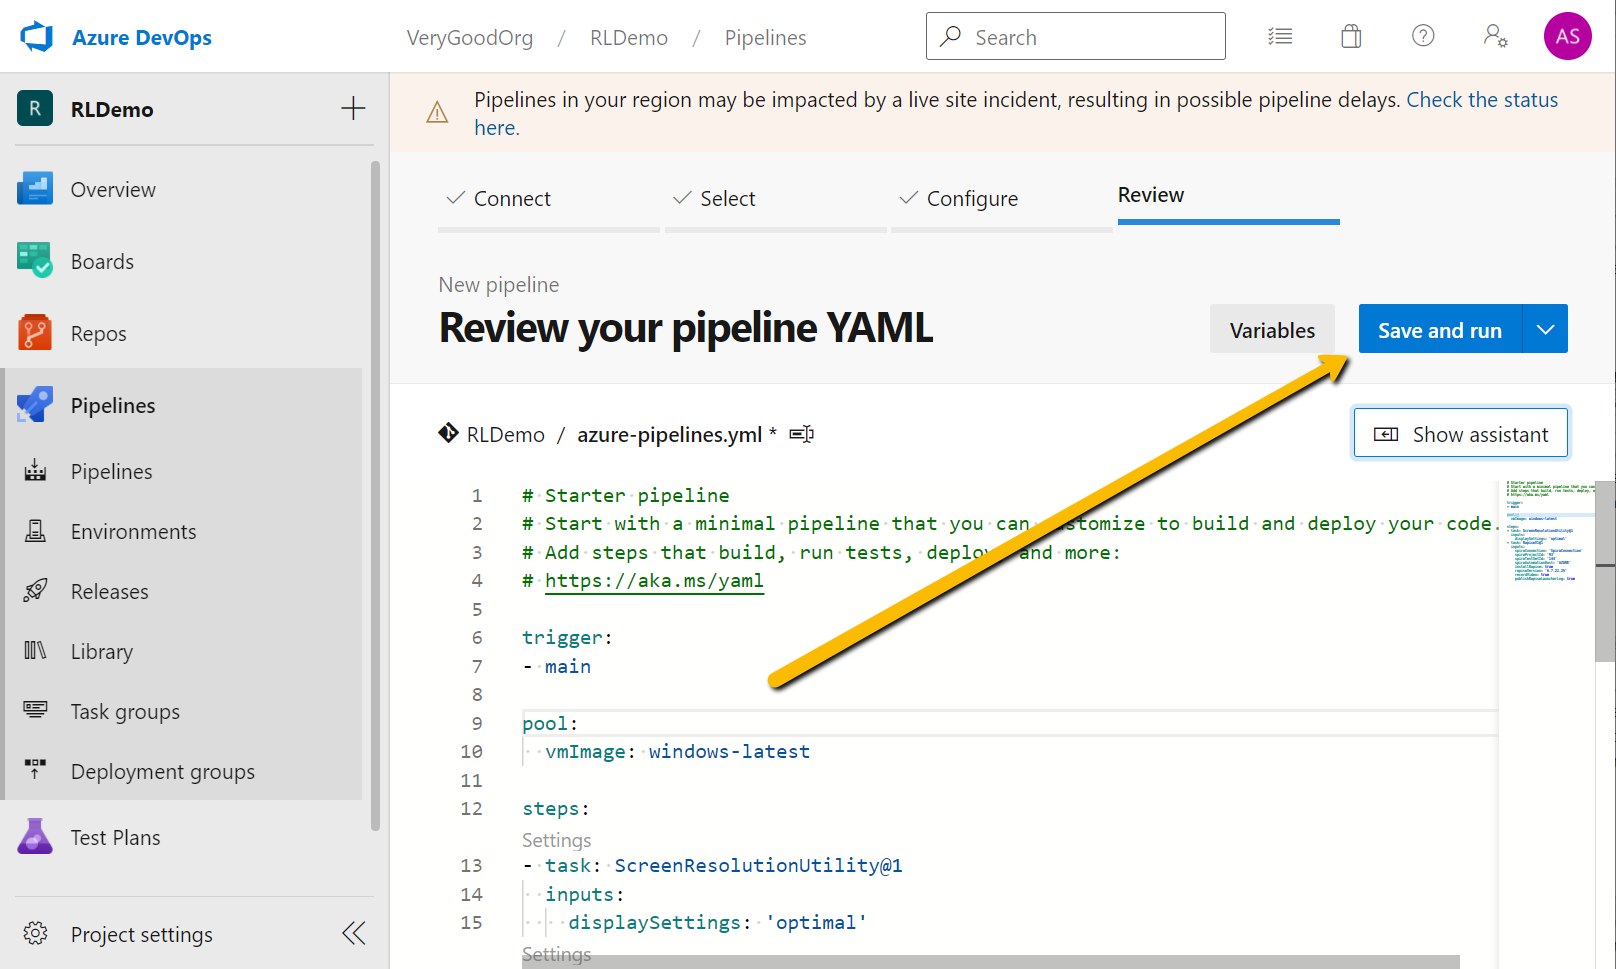 Azure DevOps
VeryGoodOrg / RLDemo / Pipelines
Search
AS
R RLDemo
Overview
Boards
Repos
Pipelines
Pipelines
Environments
Releases
Library
Task groups
Deployment groups
Test Plans
Project settings
Pipelines in your region may be impacted by a live site incident, resulting in possible pipeline delays. Check the status
here.
Connect
Select
Configure
Review
New pipeline
Review your pipeline YAML
Variables
Save and run
RLDemo / azure-pipelines.yml *
Show assistant
1 # Starter pipeline
2 # Start with a minimal pipeline that you can customize to build and deploy your code.
3 # Add steps that build, run tests, deploy, and more:
4 # https://aka.ms/yaml
5
6 trigger:
7 - main
8
9 pool:
10 vmImage: windows-latest
11
12 steps:
Settings
13 - task: ScreenResolutionUtility@1
14 inputs:
15 displaySettings: 'optimal'
Settings